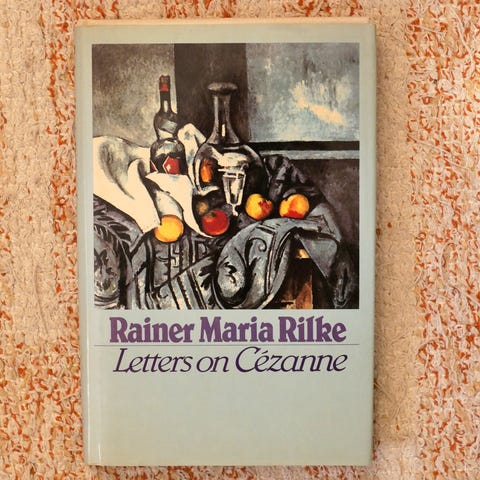 Rainer Maria Rilke
Letters on Cézanne